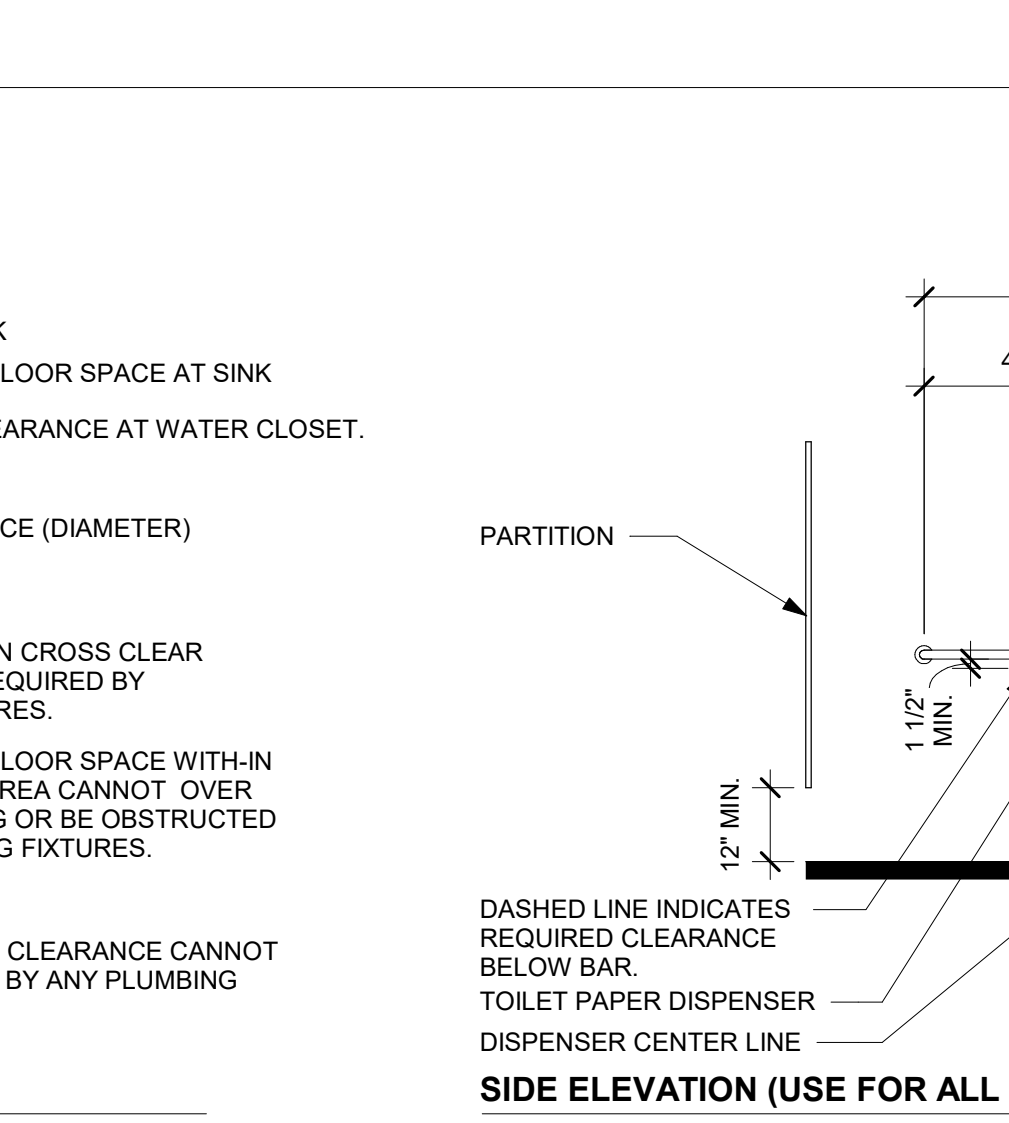 K
LOOR SPACE AT SINK
EARANCE AT WATER CLOSET.
CE (DIAMETER)
N CROSS CLEAR
EQUIRED BY
RES.
LOOR SPACE WITH-IN
REA CANNOT OVER
G OR BE OBSTRUCTED
G FIXTURES.
CLEARANCE CANNOT
BY ANY PLUMBING
4
PARTITION
1 1/2"
MIN.
12" MIN.
DASHED LINE INDICATES
REQUIRED CLEARANCE
BELOW BAR.
TOILET PAPER DISPENSER
DISPENSER CENTER LINE
SIDE ELEVATION (USE FOR ALL